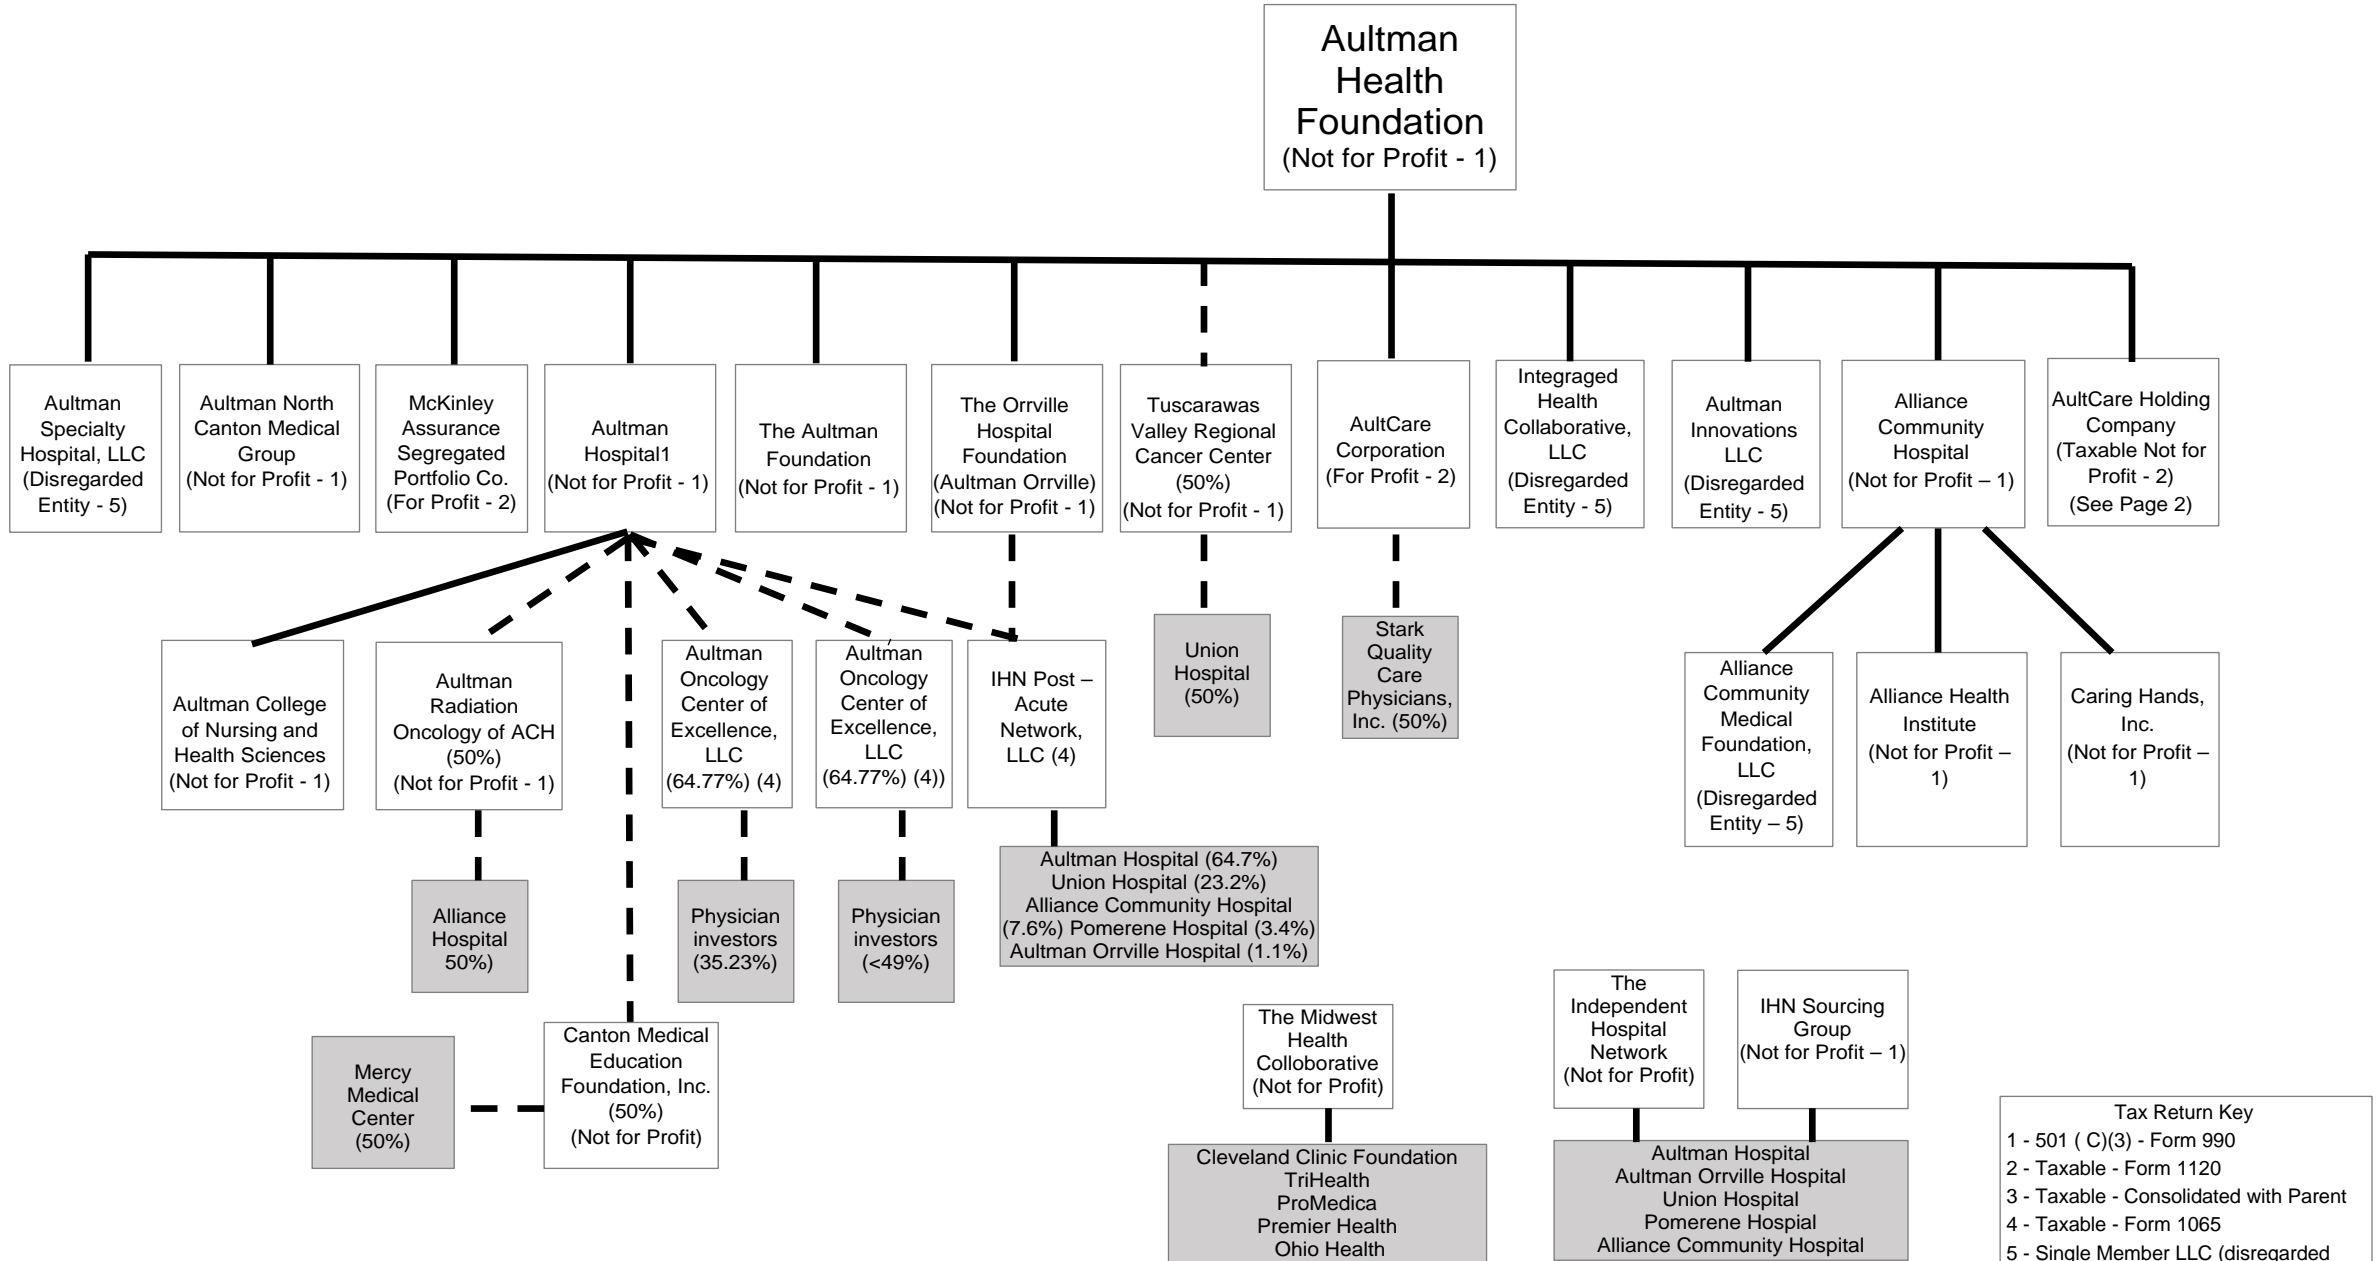 Aultman
Health
Foundation
(Not for Profit - 1)
Aultman
Specialty
Hospital, LLC
(Disregarded
Entity - 5)
Aultman North
Canton Medical
Group
(Not for Profit - 1)
McKinley
Assurance
Segregated
Portfolio Co.
(For Profit - 2)
Aultman
Hospital1
(Not for Profit - 1)
The Aultman
Foundation
(Not for Profit - 1)
The Orrville
Hospital
Foundation
(Aultman Orrville)
(Not for Profit - 1)
Tuscarawas
Valley Regional
Cancer Center
(50%)
(Not for Profit - 1)
AultCare
Corporation
(For Profit - 2)
Integraged
Health
Collaborative,
LLC
(Disregarded
Entity - 5)
Aultman
Innovations
LLC
(Disregarded
Entity - 5)
Alliance
Community
Hospital
(Not for Profit – 1)
AultCare Holding
Company
(Taxable Not for
Profit - 2)
(See Page 2)
Aultman College
of Nursing and
Health Sciences
(Not for Profit - 1)
Aultman
Radiation
Oncology of ACH
(50%)
(Not for Profit - 1)
Aultman
Oncology
Center of
Excellence,
LLC
(64.77%) (4)
Aultman
Oncology
Center of
Excellence,
LLC
(64.77%) (4))
IHN Post –
Acute
Network,
LLC (4)
Union
Hospital
(50%)
Stark
Quality
Care
Physicians,
Inc. (50%)
Alliance
Community
Medical
Foundation,
LLC
(Disregarded
Entity – 5)
Alliance Health
Institute
(Not for Profit –
1)
Caring Hands,
Inc.
(Not for Profit –
1)
Alliance
Hospital
50%)
Physician
investors
(35.23%)
Physician
investors
(<49%)
Aultman Hospital (64.7%)
Union Hospital (23.2%)
Alliance Community Hospital
(7.6%) Pomerene Hospital (3.4%)
Aultman Orrville Hospital (1.1%)
Mercy
Medical
Center
(50%)
Canton Medical
Education
Foundation, Inc.
(50%)
(Not for Profit)
The Midwest
Health
Colloborative
(Not for Profit)
Cleveland Clinic Foundation
TriHealth
ProMedica
Premier Health
Ohio Health
The
Independent
Hospital
Network
(Not for Profit)
IHN Sourcing
Group
(Not for Profit – 1)
Aultman Hospital
Aultman Orrville Hospital
Union Hospital
Pomerene Hospial
Alliance Community Hospital
Tax Return Key
1 - 501 ( C)(3) - Form 990
2 - Taxable - Form 1120
3 - Taxable - Consolidated with Parent
4 - Taxable - Form 1065
5 - Single Member LLC (disregarded